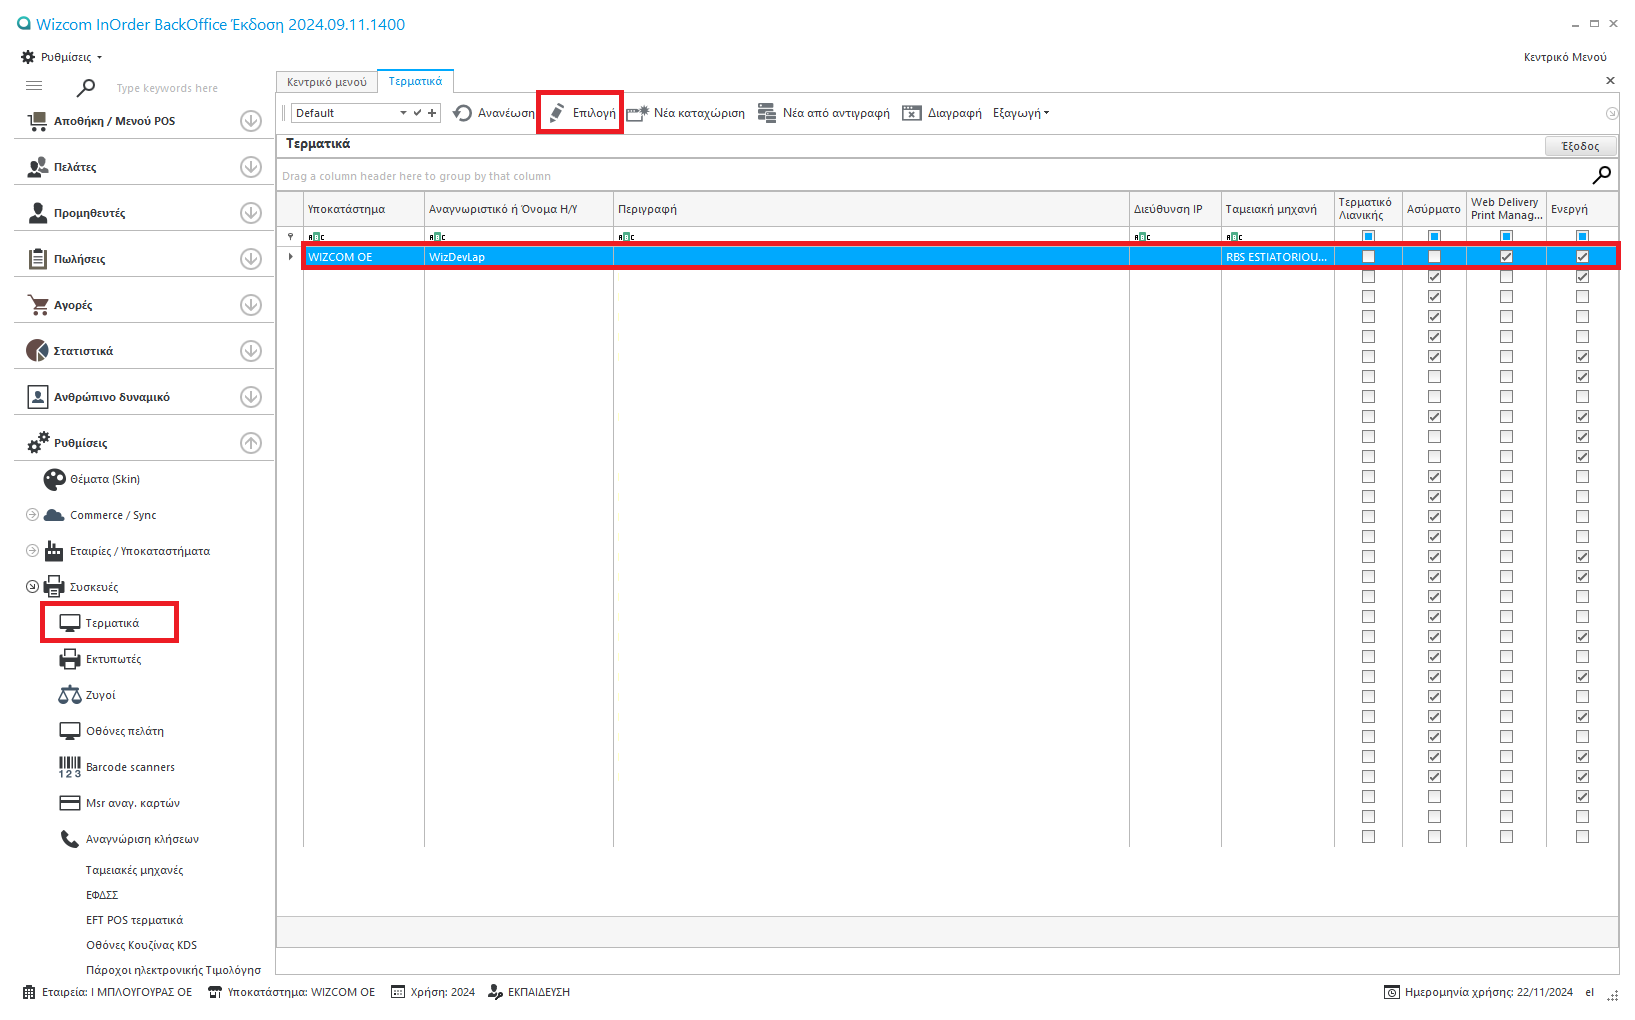 Wizcom InOrder BackOffice Έκδοση 2024.09.11.1400
Ρυθμίσεις
Κεντρικό Μενού
Type keywords here
Κεντρικό μενού
Τερματικά
Default
Ανανέωση
Επιλογή
Νέα καταχώριση
Νέα από αντιγραφή
Διαγραφή
Εξαγωγή
Τερματικά
Έξοδος
Drag a column header here to group by that column
Υποκατάστημα
Αναγνωριστικό ή Όνομα Η/Υ
Περιγραφή
Διεύθυνση IP
Ταμειακή μηχανή
Τερματικό
Λιανικής
Ασύρματο
Web Delivery
Print Manag...
Ενεργή
WIZCOM OE
WizDevLap
RBS ESTIATORIOU...
Αποθήκη / Μενού POS
Πελάτες
Προμηθευτές
Πωλήσεις
Αγορές
Στατιστικά
Ανθρώπινο δυναμικό
Ρυθμίσεις
Θέματα (Skin)
Commerce / Sync
Εταιρίες / Υποκαταστήματα
Συσκευές
Τερματικά
Εκτυπωτές
Ζυγοί
Οθόνες πελάτη
Barcode scanners
Msr αναγ. καρτών
Αναγνώριση κλήσεων
Ταμειακές μηχανές
ΕΦΔΣΣ
EFT POS τερματικά
Οθόνες Κουζίνας KDS
Πάροχοι ηλεκτρονικής Τιμολόγησ
Εταιρεία: Ι ΜΠΛΟΥΓΟΥΡΑΣ ΟΕ
Υποκατάστημα: WIZCOM OE
Χρήση: 2024
ΕΚΠΑΙΔΕΥΣΗ
Ημερομηνία χρήσης: 22/11/2024
el